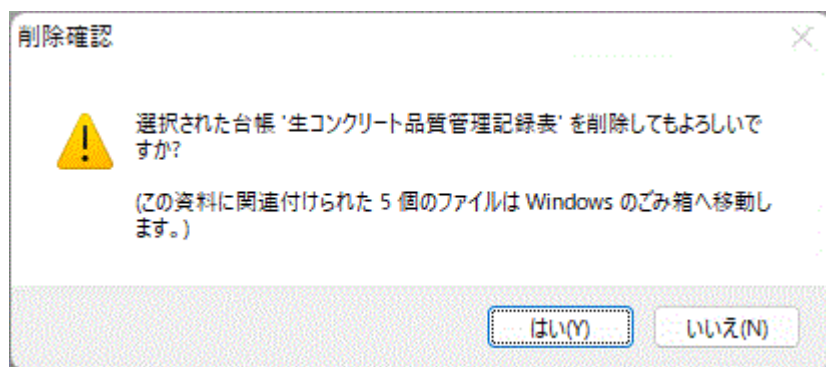 削除確認
選択された台帳 '生コンクリート品質管理記録表' を削除してもよろしいで
すか?
(この資料に関連付けられた 5 個のファイルは Windows のごみ箱へ移動し
ます。)
はい(Y)
いいえ(N)